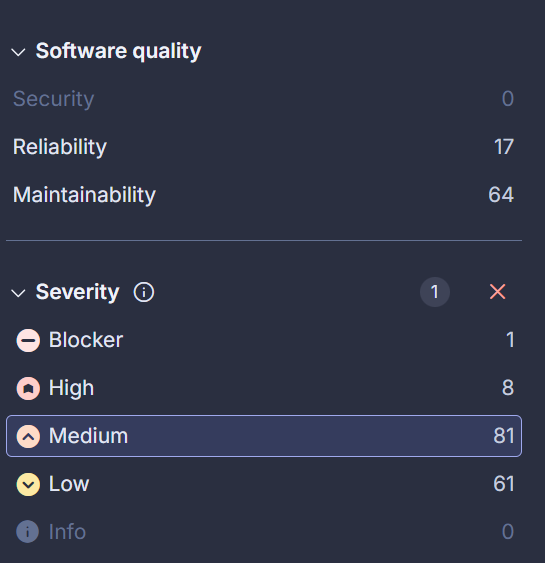 Software quality
Security 0
Reliability 17
Maintainability 64
Severity 1
Blocker 1
High 8
Medium 81
Low 61
Info 0